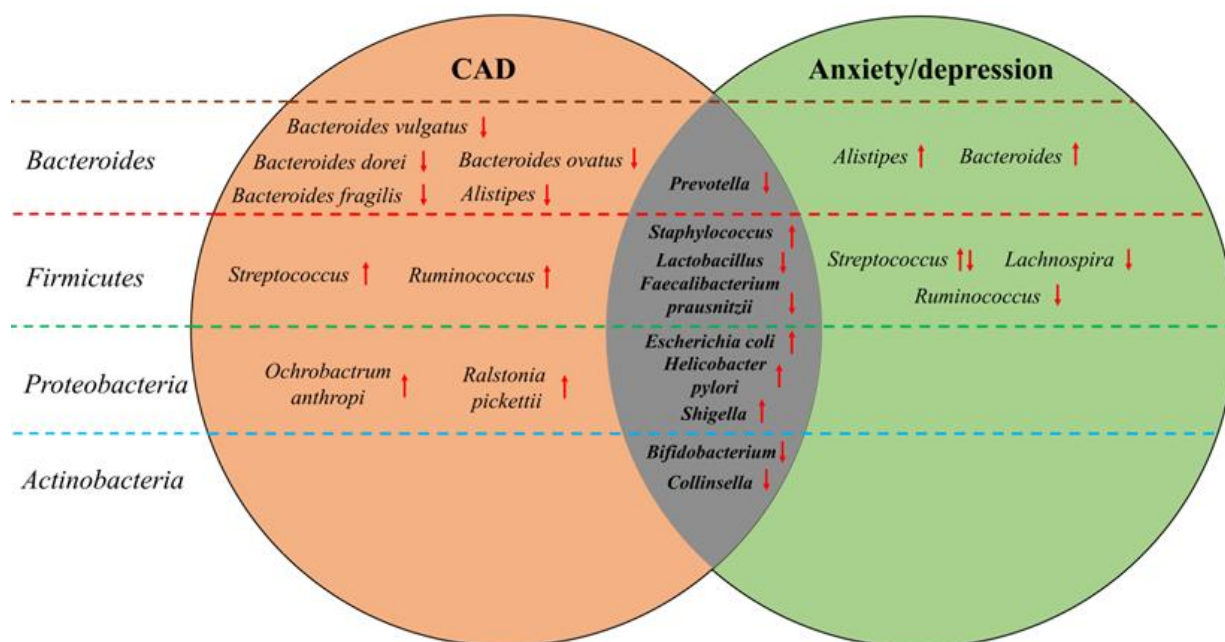 CAD
Anxiety/depression
Bacteroides
Bacteroides vulgatus ↓
Bacteroides dorei ↓ Bacteroides ovatus ↓
Bacteroides fragilis ↓ Alistipes ↓
Prevotella ↓
Alistipes ↑ Bacteroides ↑
Firmicutes
Streptococcus ↑ Ruminococcus ↑
Staphylococcus ↑
Lactobacillus ↓
Faecalibacterium
prausnitzii ↓
Streptococcus ↑↓ Lachnospira ↓
Ruminococcus ↓
Proteobacteria
Ochrobactrum
anthropi ↑
Ralstonia
pickettii ↑
Escherichia coli ↑
Helicobacter
pylori ↑
Shigella ↑
Actinobacteria
Bifidobacterium ↓
Collinsella ↓